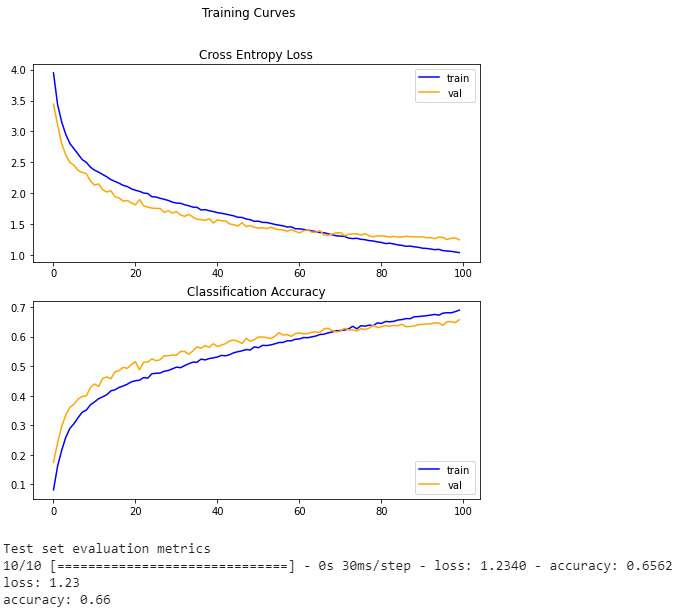 Training Curves
Cross Entropy Loss
4.0
3.5
3.0
2.5
2.0
1.5
1.0
train
val
0 20 40 60 80 100
Classification Accuracy
0.7
0.6
0.5
0.4
0.3
0.2
0.1
train
val
0 20 40 60 80 100
Test set evaluation metrics
10/10 [==============================] - 0s 30ms/step - loss: 1.2340 - accuracy: 0.6562
loss: 1.23
accuracy: 0.66